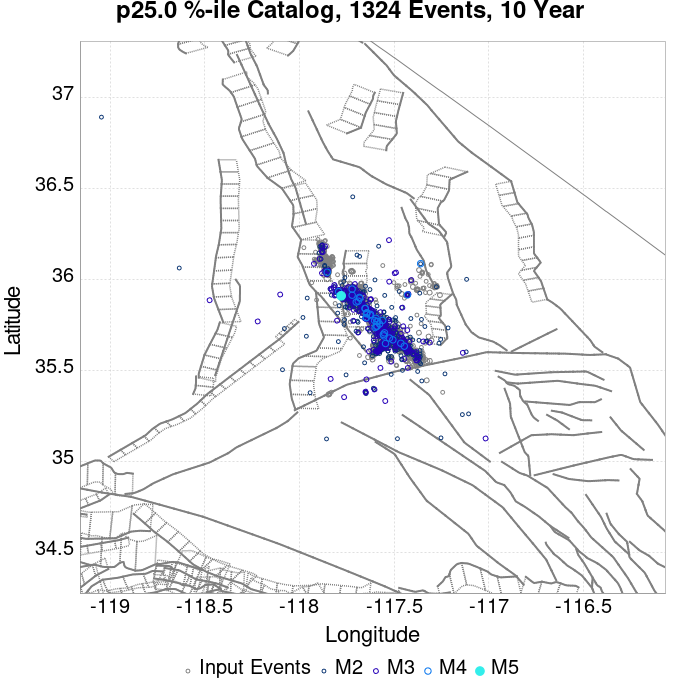 p25.0 %-ile Catalog, 1324 Events, 10 Year
37
36.5
36
35.5
35
34.5
Latitude
-119
-118.5
-118
-117.5
-117
-116.5
Longitude
Input Events
M2
M3
M4
M5